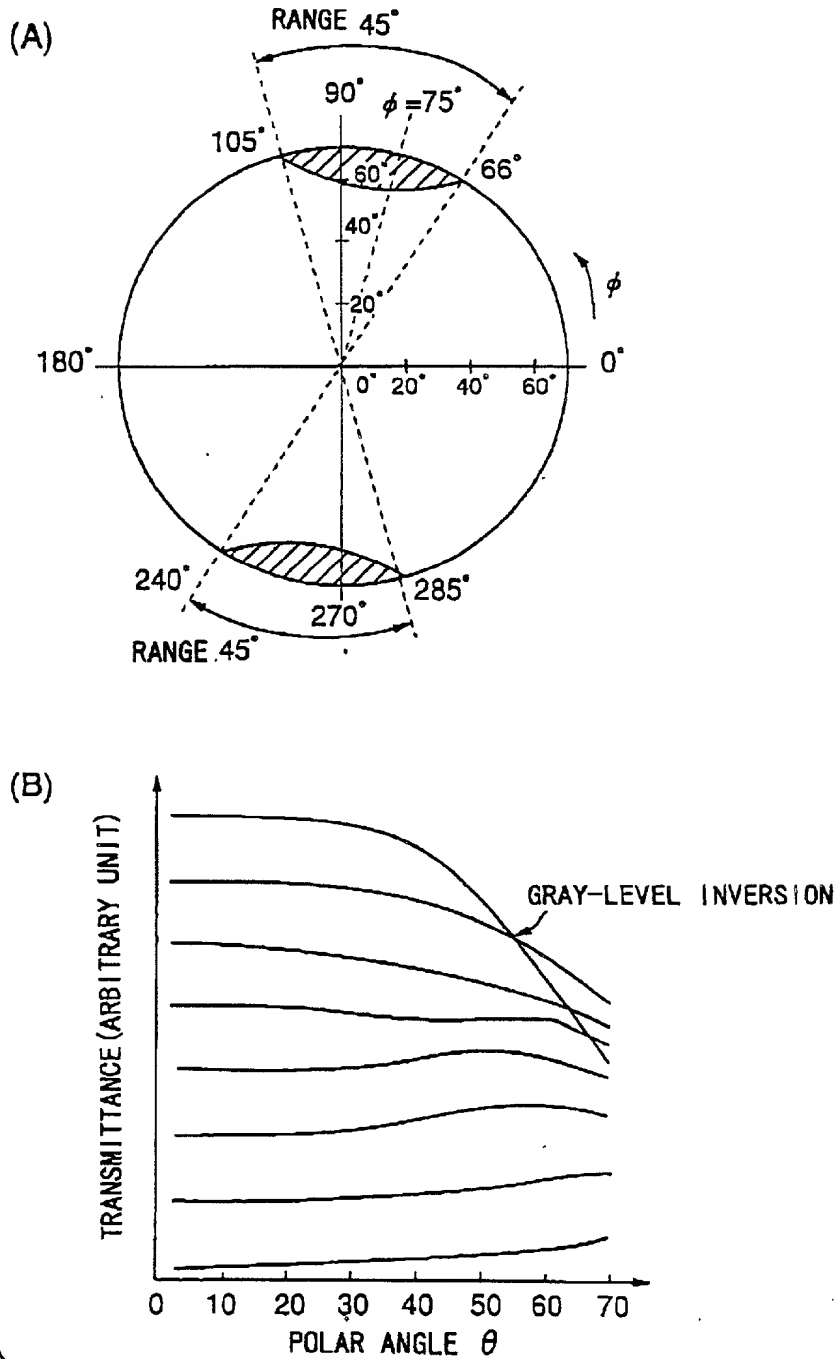 (A)
RANGE 45°
90°
ϕ=75°
105°
66°
60°
40°
20°
ϕ
180°
0°
0° 20° 40° 60°
240°
285°
270°
RANGE 45°
(B)
TRANSMITTANCE (ARBITRARY UNIT)
GRAY-LEVEL INVERSION
0 10 20 30 40 50 60 70
POLAR ANGLE θ